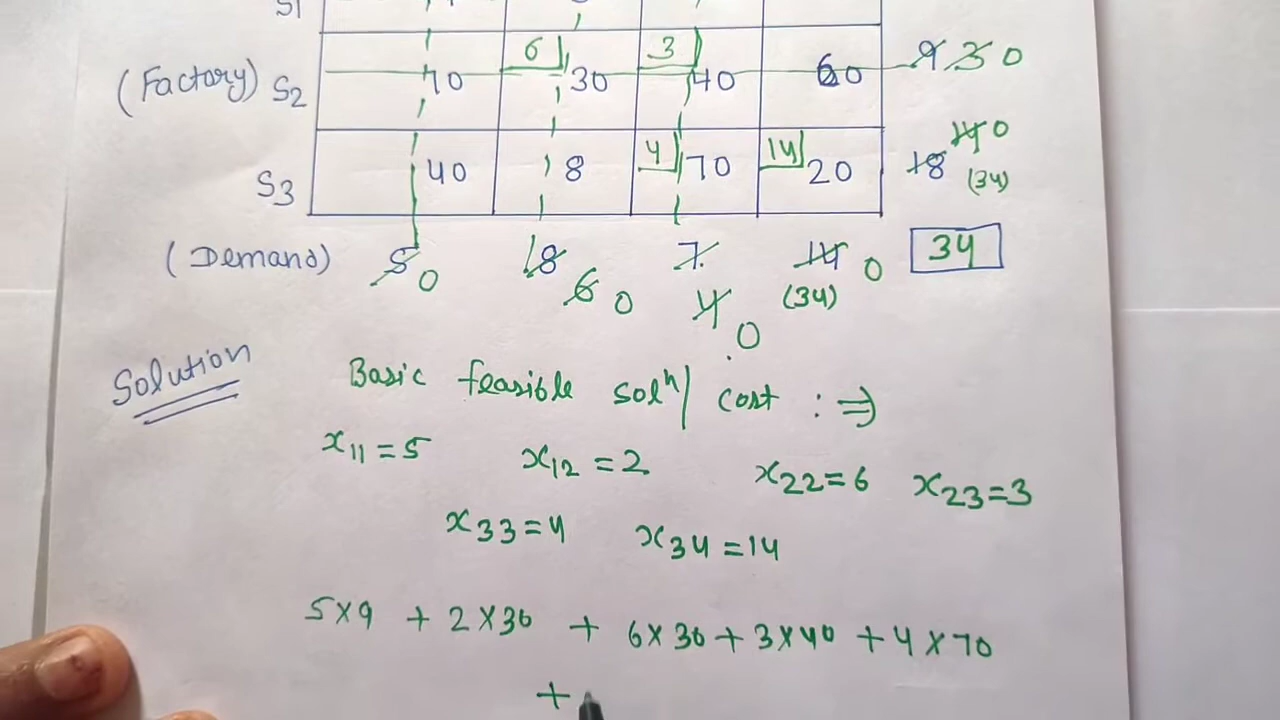 S1
(Factory) S2 70 6 30 3 40 60 9 3 0
S3 40 8 4 70 14 20 18 14 0
(34)
(Demand) 5 0 8 6 0 7 4 0 14 0 34
(34)
Solution
Basic feasible solⁿ/ cost : ⇒
x11 = 5 x12 = 2 x22 = 6 x23 = 3
x33 = 4 x34 = 14
5×9 + 2×30 + 6×30 + 3×40 + 4×70
+